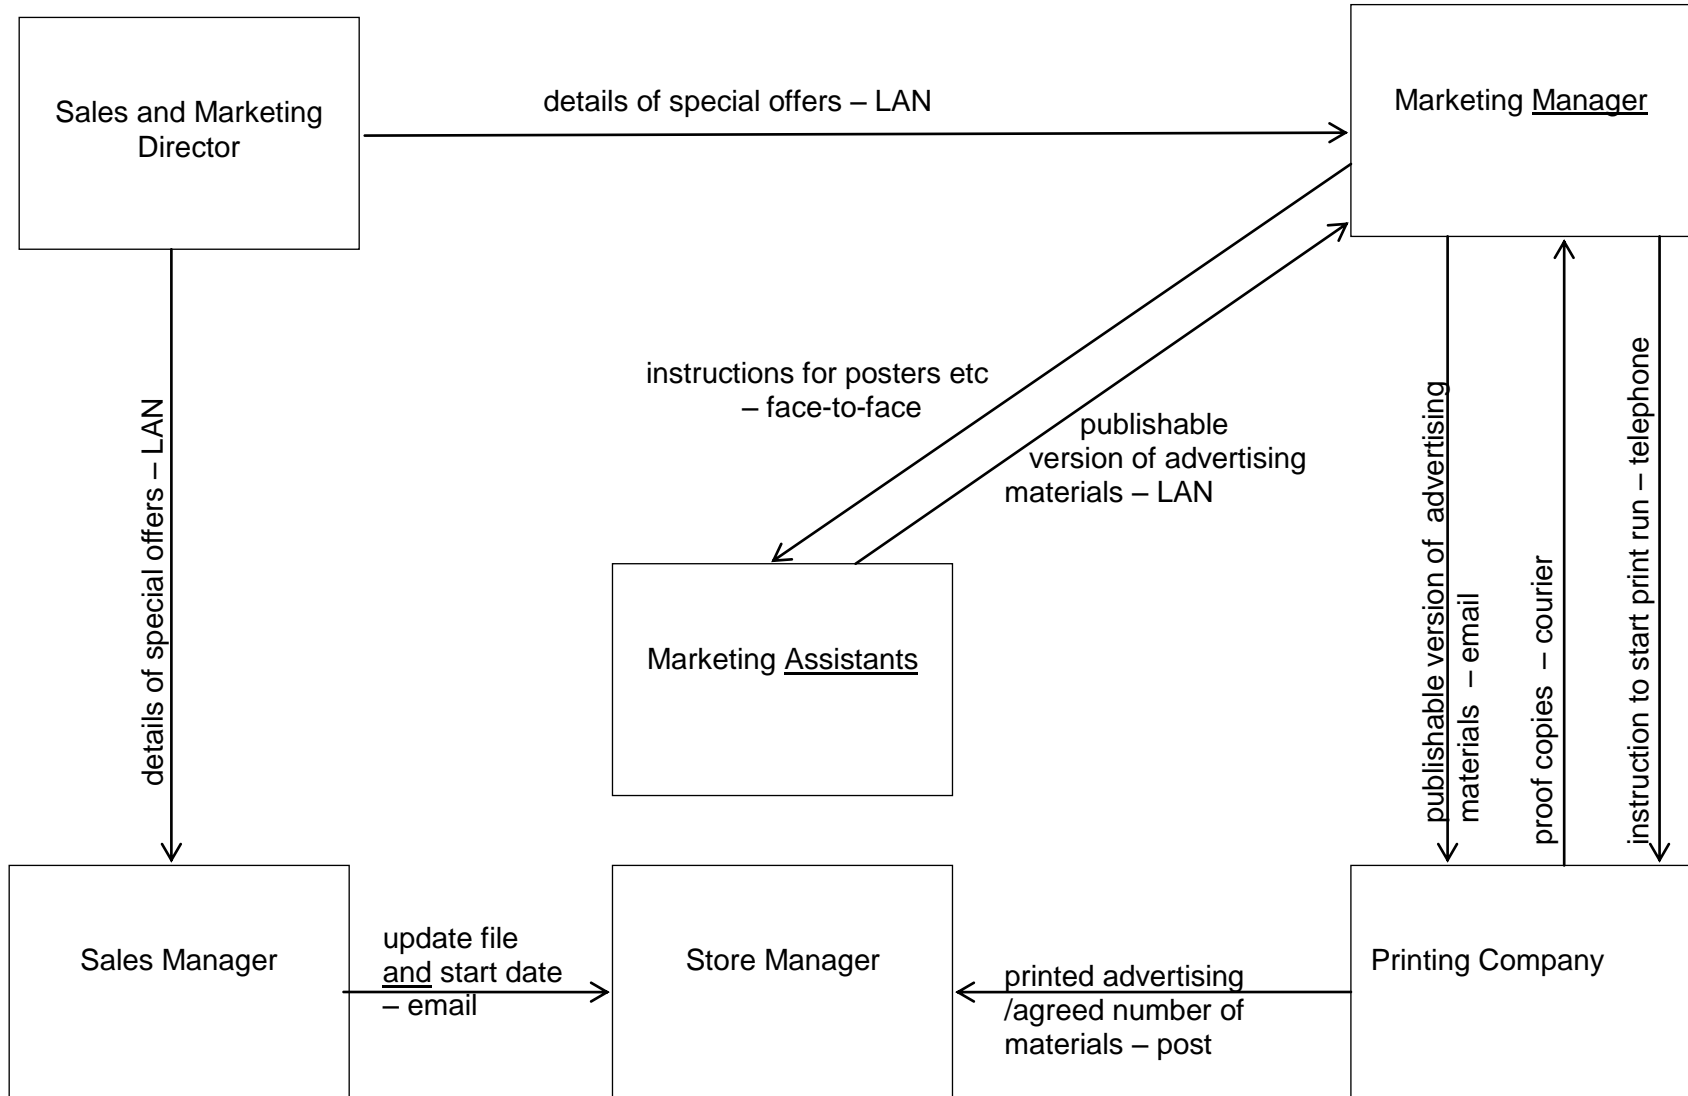 Sales and Marketing
Director
details of special offers – LAN
Marketing Manager
instructions for posters etc
– face-to-face
publishable
version of advertising
materials – LAN
details of special offers – LAN
Marketing Assistants
publishable version of advertising
materials – email
proof copies – courier
instruction to start print run – telephone
Sales Manager
update file
and start date
– email
Store Manager
printed advertising
/agreed number of
materials – post
Printing Company